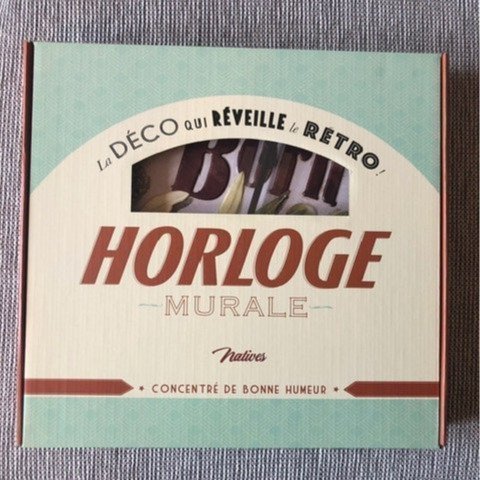 La DÉCO QUI RÉVEILLE le RETRO !
HORLOGE
MURALE
Natives
★ CONCENTRÉ DE BONNE HUMEUR ★